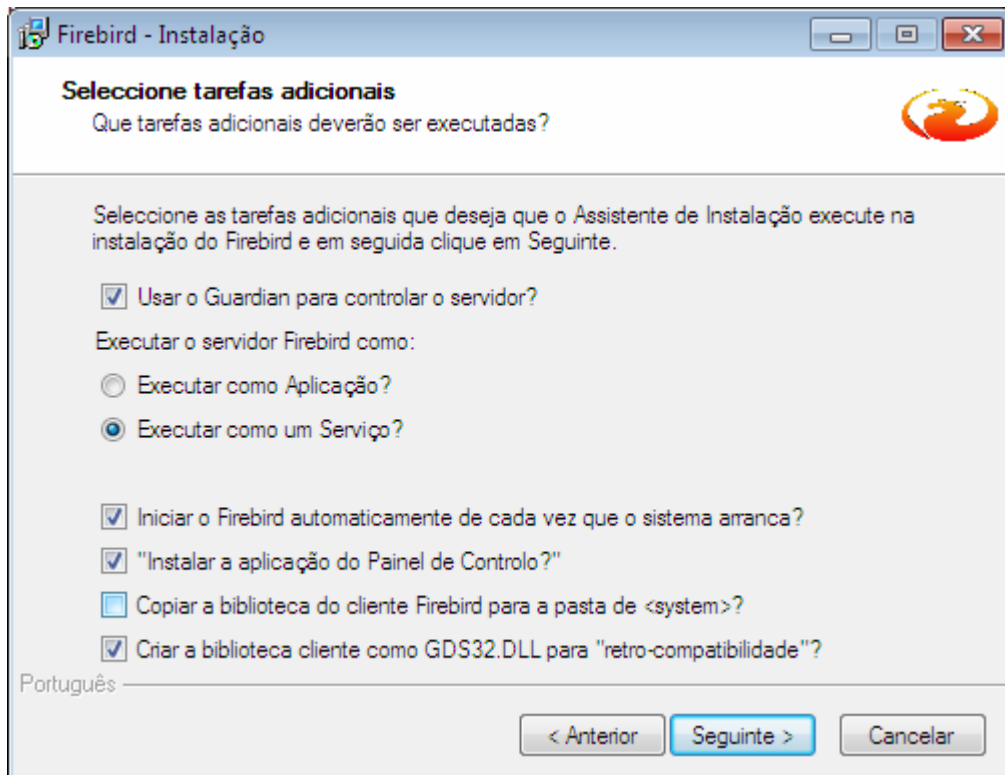 Firebird - Instalação
Seleccione tarefas adicionais
Que tarefas adicionais deverão ser executadas?
Seleccione as tarefas adicionais que deseja que o Assistente de Instalação execute na
instalação do Firebird e em seguida clique em Seguinte.
Usar o Guardian para controlar o servidor?
Executar o servidor Firebird como:
Executar como Aplicação?
Executar como um Serviço?
Iniciar o Firebird automaticamente de cada vez que o sistema arranca?
"Instalar a aplicação do Painel de Controlo?"
Copiar a biblioteca do cliente Firebird para a pasta de <system>?
Criar a biblioteca cliente como GDS32.DLL para "retro-compatibilidade"?
Português
< Anterior
Seguinte >
Cancelar